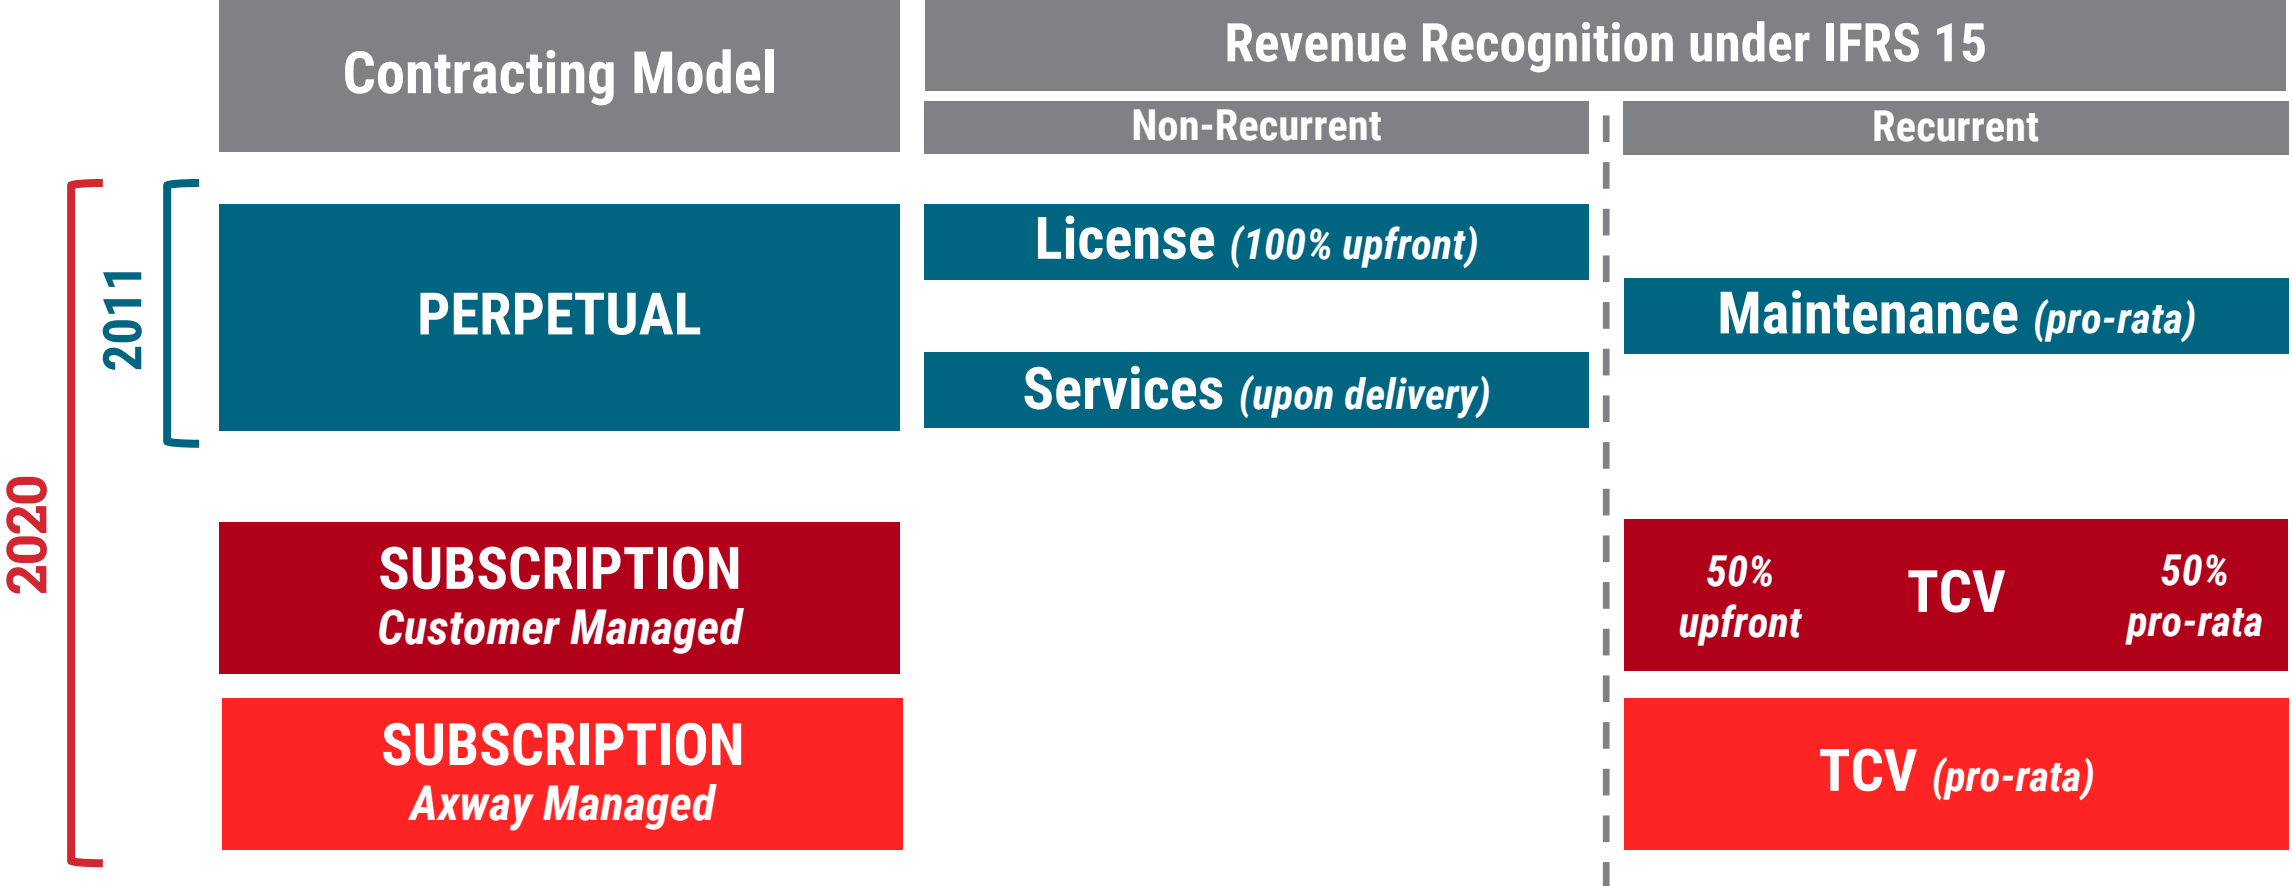 Contracting Model
Revenue Recognition under IFRS 15
Non-Recurrent
Recurrent
2020
2011
PERPETUAL
License (100% upfront)
Maintenance (pro-rata)
Services (upon delivery)
SUBSCRIPTION
Customer Managed
50%
upfront
TCV
50%
pro-rata
SUBSCRIPTION
Axway Managed
TCV (pro-rata)